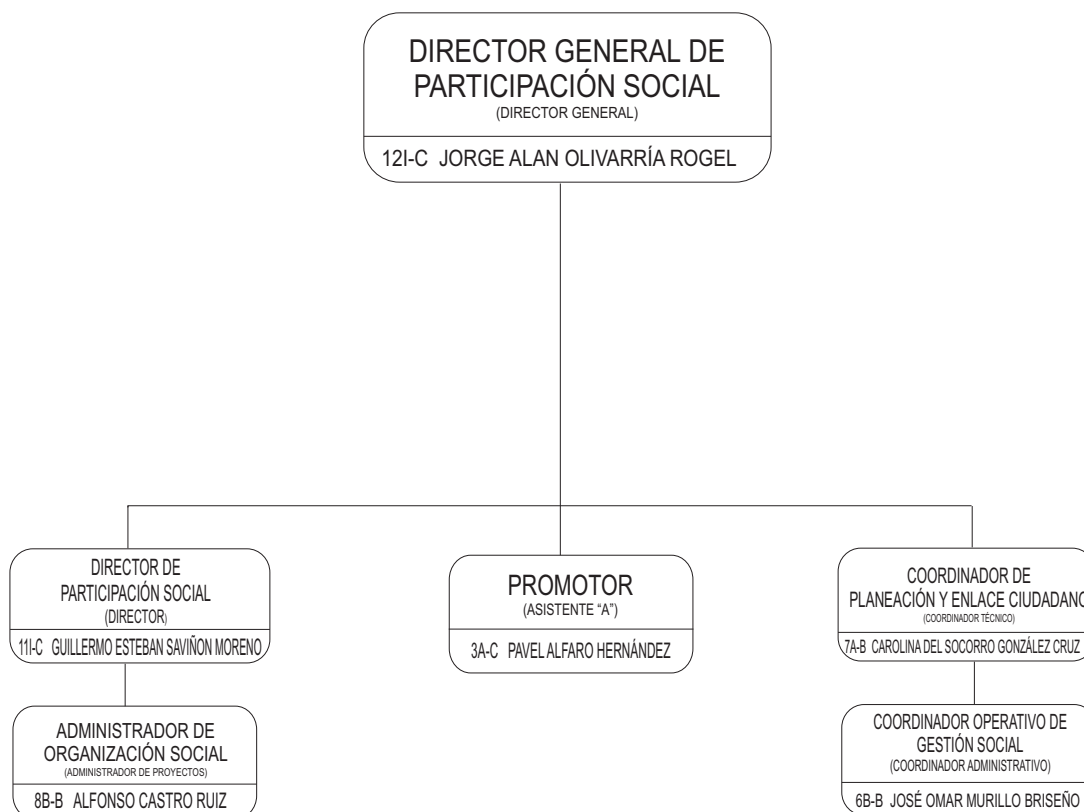 DIRECTOR GENERAL DE
PARTICIPACIÓN SOCIAL
(DIRECTOR GENERAL)
12I-C JORGE ALAN OLIVARRÍA ROGEL
DIRECTOR DE
PARTICIPACIÓN SOCIAL
(DIRECTOR)
11I-C GUILLERMO ESTEBAN SAVIÑON MORENO
PROMOTOR
(ASISTENTE “A”)
3A-C PAVEL ALFARO HERNÁNDEZ
COORDINADOR DE
PLANEACIÓN Y ENLACE CIUDADANO
(COORDINADOR TÉCNICO)
7A-B CAROLINA DEL SOCORRO GONZÁLEZ CRUZ
ADMINISTRADOR DE
ORGANIZACIÓN SOCIAL
(ADMINISTRADOR DE PROYECTOS)
8B-B ALFONSO CASTRO RUIZ
COORDINADOR OPERATIVO DE
GESTIÓN SOCIAL
(COORDINADOR ADMINISTRATIVO)
6B-B JOSÉ OMAR MURILLO BRISEÑO